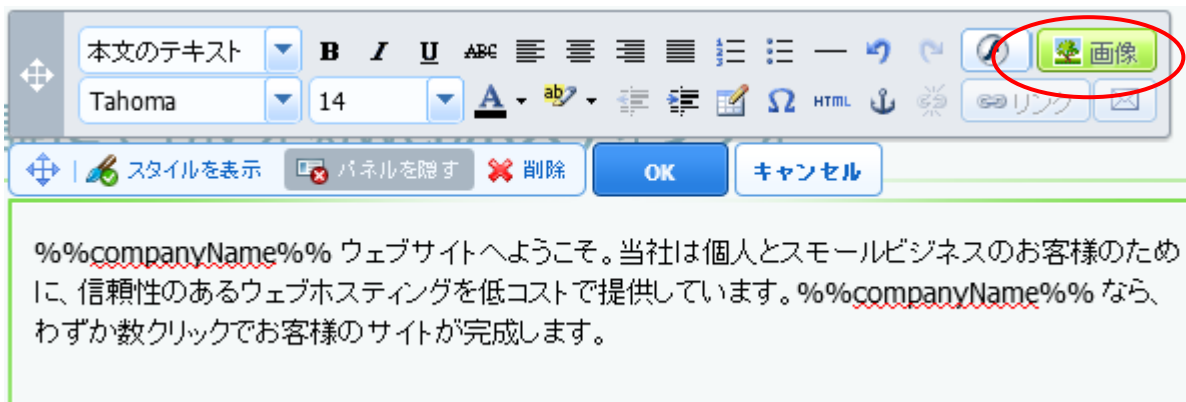 本文のテキスト B I U ABC 画像
Tahoma 14 A ab Ω HTML リンク
スタイルを表示 パネルを隠す 削除 OK キャンセル
%%companyName%% ウェブサイトへようこそ。当社は個人とスモールビジネスのお客様のため
に、信頼性のあるウェブホスティングを低コストで提供しています。%%companyName%% なら、
わずか数クリックでお客様のサイトが完成します。